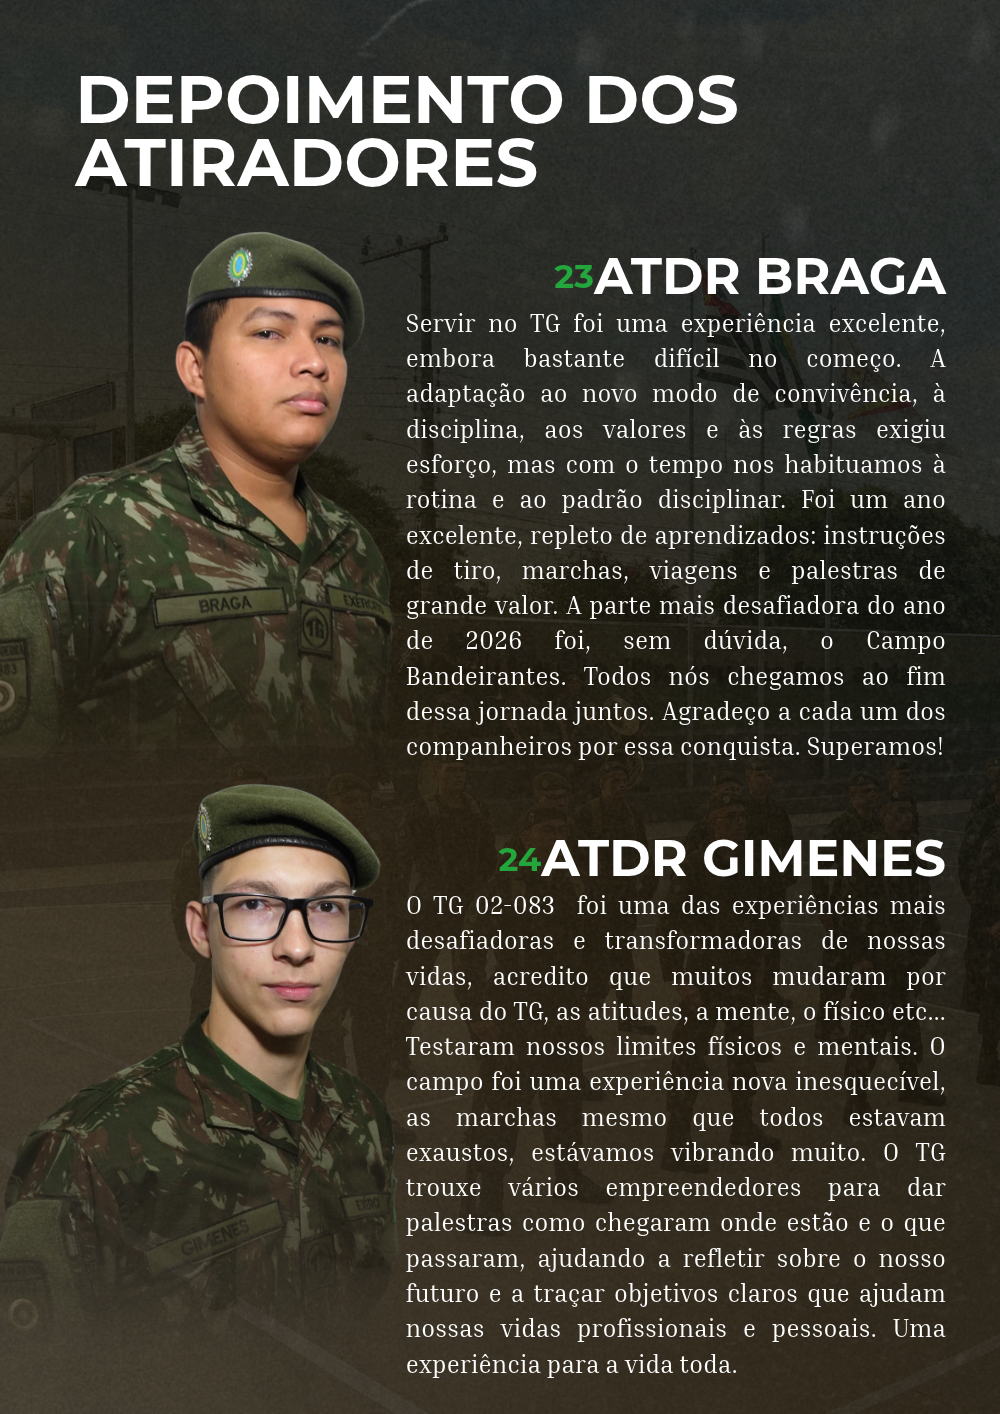 DEPOIMENTO DOS
ATIRADORES
23ATDR BRAGA
Servir no TG foi uma experiência excelente,
embora bastante difícil no começo. A
adaptação ao novo modo de convivência, à
disciplina, aos valores e às regras exigiu
esforço, mas com o tempo nos habituamos à
rotina e ao padrão disciplinar. Foi um ano
excelente, repleto de aprendizados: instruções
de tiro, marchas, viagens e palestras de
grande valor. A parte mais desafiadora do ano
de 2026 foi, sem dúvida, o Campo
Bandeirantes. Todos nós chegamos ao fim
dessa jornada juntos. Agradeço a cada um dos
companheiros por essa conquista. Superamos!
BRAGA
TG
24ATDR GIMENES
O TG 02-083 foi uma das experiências mais
desafiadoras e transformadoras de nossas
vidas, acredito que muitos mudaram por
causa do TG, as atitudes, a mente, o físico etc...
Testaram nossos limites físicos e mentais. O
campo foi uma experiência nova inesquecível,
as marchas mesmo que todos estavam
exaustos, estávamos vibrando muito. O TG
trouxe vários empreendedores para dar
palestras como chegaram onde estão e o que
passaram, ajudando a refletir sobre o nosso
futuro e a traçar objetivos claros que ajudam
nossas vidas profissionais e pessoais. Uma
experiência para a vida toda.
GIMENES